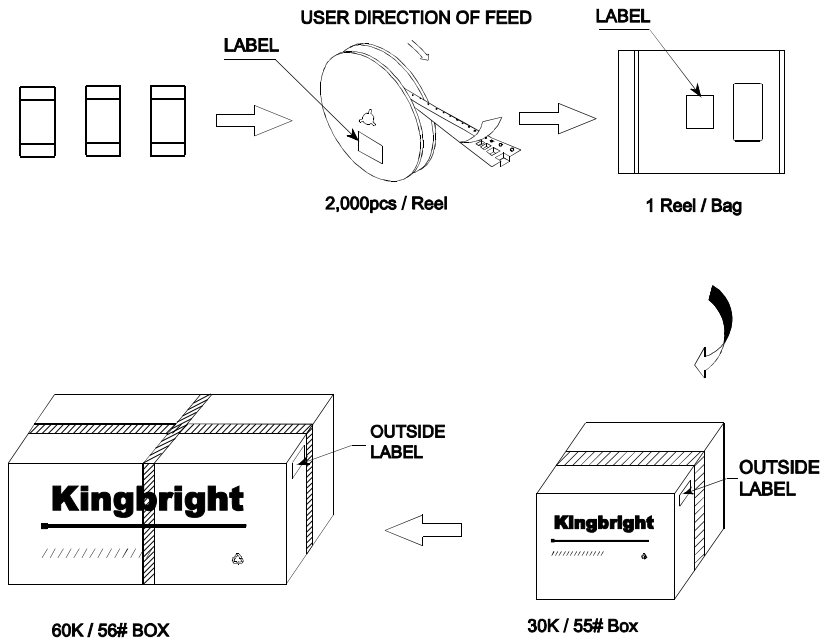 USER DIRECTION OF FEED
LABEL
LABEL
2,000pcs / Reel
1 Reel / Bag
OUTSIDE
LABEL
Kingbright
60K / 56# BOX
OUTSIDE
LABEL
Kingbright
30K / 55# Box